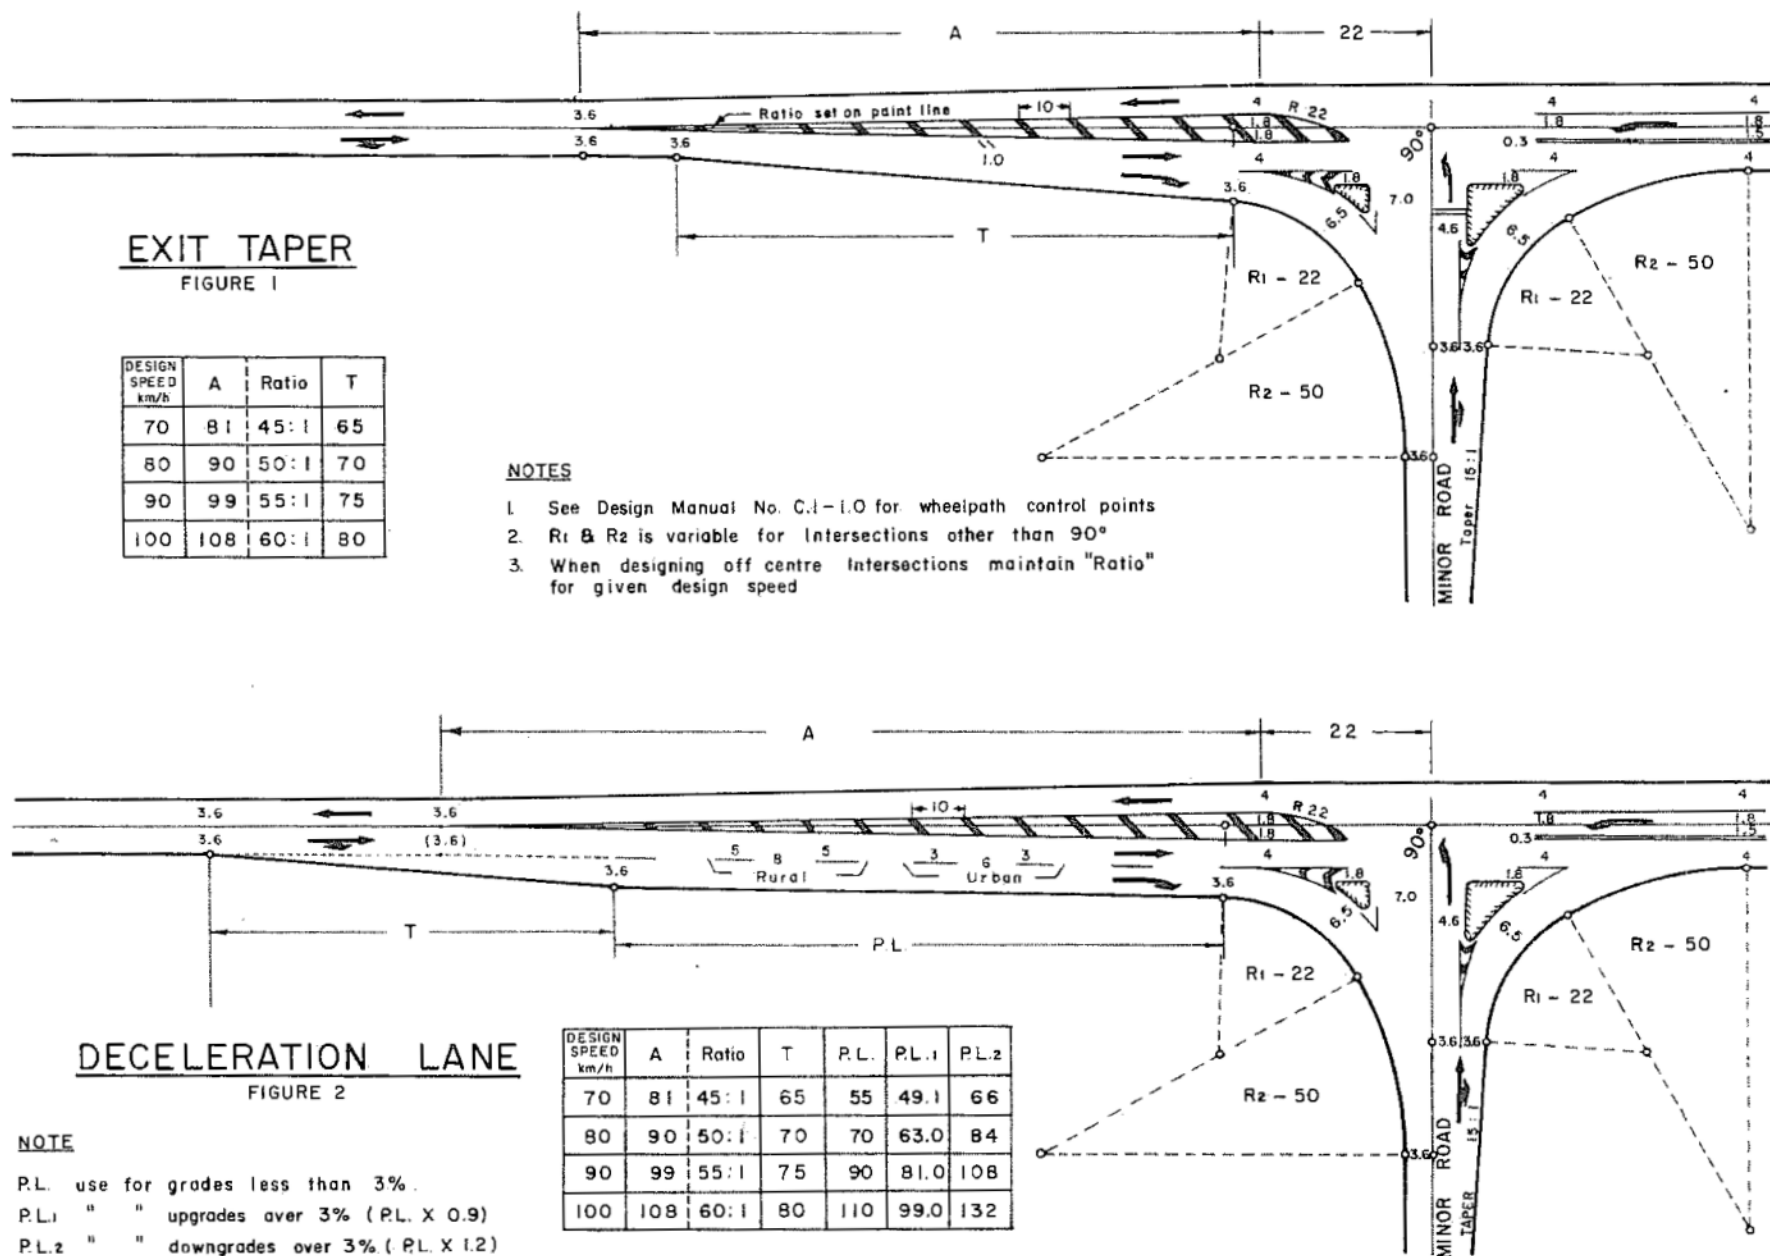 A
22
3.6
Ratio set on paint line
10
4
R 22
4
4
3.6
3.6
1.8
1.8
90°
1.8
1.8
1.5
0.3
1.0
4
4
4
3.6
1.8
7.0
1.8
6.5
4.6
6.5
T
EXIT TAPER
FIGURE 1
R1 - 22
R2 - 50
R1 - 22
3.6
3.6
R2 - 50
3.6
MINOR ROAD
Taper 15:1
DESIGN SPEED km/h A Ratio T
70 81 45:1 65
80 90 50:1 70
90 99 55:1 75
100 108 60:1 80
NOTES
1. See Design Manual No. C.1-1.0 for wheelpath control points
2. R1 & R2 is variable for Intersections other than 90°
3. When designing off centre Intersections maintain "Ratio"
for given design speed
A
22
3.6
3.6
10
4
R 22
4
4
3.6
(3.6)
1.8
1.8
90°
1.8
1.8
1.5
0.3
5 8 5
Rural
3 6 3
Urban
4
4
4
3.6
3.6
1.8
7.0
1.8
6.5
4.6
6.5
T
P.L.
R1 - 22
R2 - 50
R1 - 22
3.6
3.6
R2 - 50
3.6
MINOR ROAD
TAPER 15:1
DECELERATION LANE
FIGURE 2
DESIGN SPEED km/h A Ratio T P.L. P.L.1 P.L.2
70 81 45:1 65 55 49.1 66
80 90 50:1 70 70 63.0 84
90 99 55:1 75 90 81.0 108
100 108 60:1 80 110 99.0 132
NOTE
P.L. use for grades less than 3%.
P.L.1 " " upgrades over 3% (P.L. X 0.9)
P.L.2 " " downgrades over 3% (P.L. X 1.2)